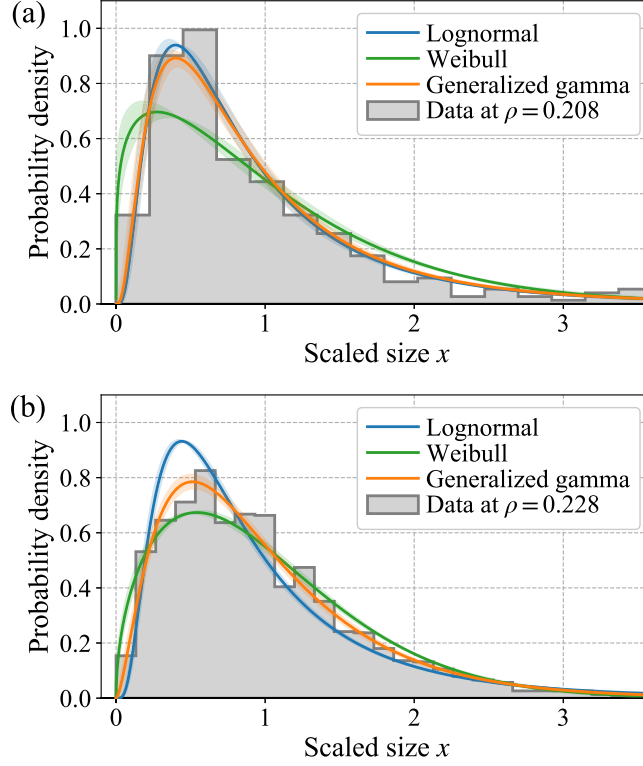 (a)
1.0
0.8
0.6
0.4
0.2
0.0
Probability density
Lognormal
Weibull
Generalized gamma
Data at ρ = 0.208
0 1 2 3
Scaled size x
(b)
1.0
0.8
0.6
0.4
0.2
0.0
Probability density
Lognormal
Weibull
Generalized gamma
Data at ρ = 0.228
0 1 2 3
Scaled size x